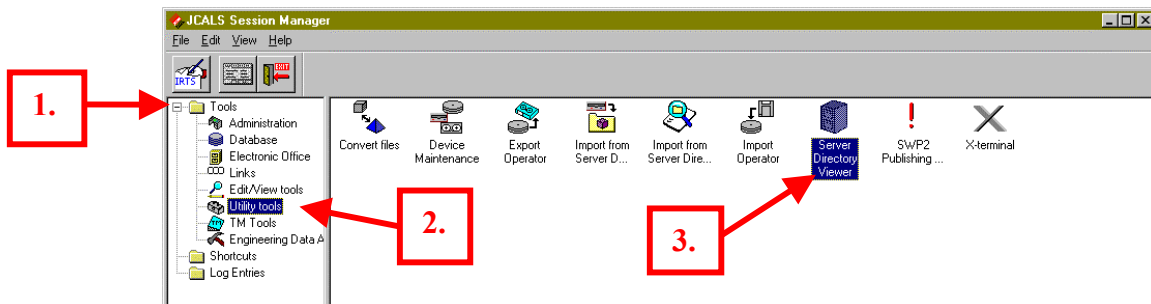 JCALS Session Manager
File Edit View Help
IRTS
EXIT
1.
Tools
Administration
Database
Electronic Office
Links
Edit/View tools
Utility tools
TM Tools
Engineering Data A
Shortcuts
Log Entries
2.
Convert files
Device
Maintenance
Export
Operator
Import from
Server D...
Import from
Server Dire...
Import
Operator
Server
Directory
Viewer
SWP2
Publishing ...
X-terminal
3.